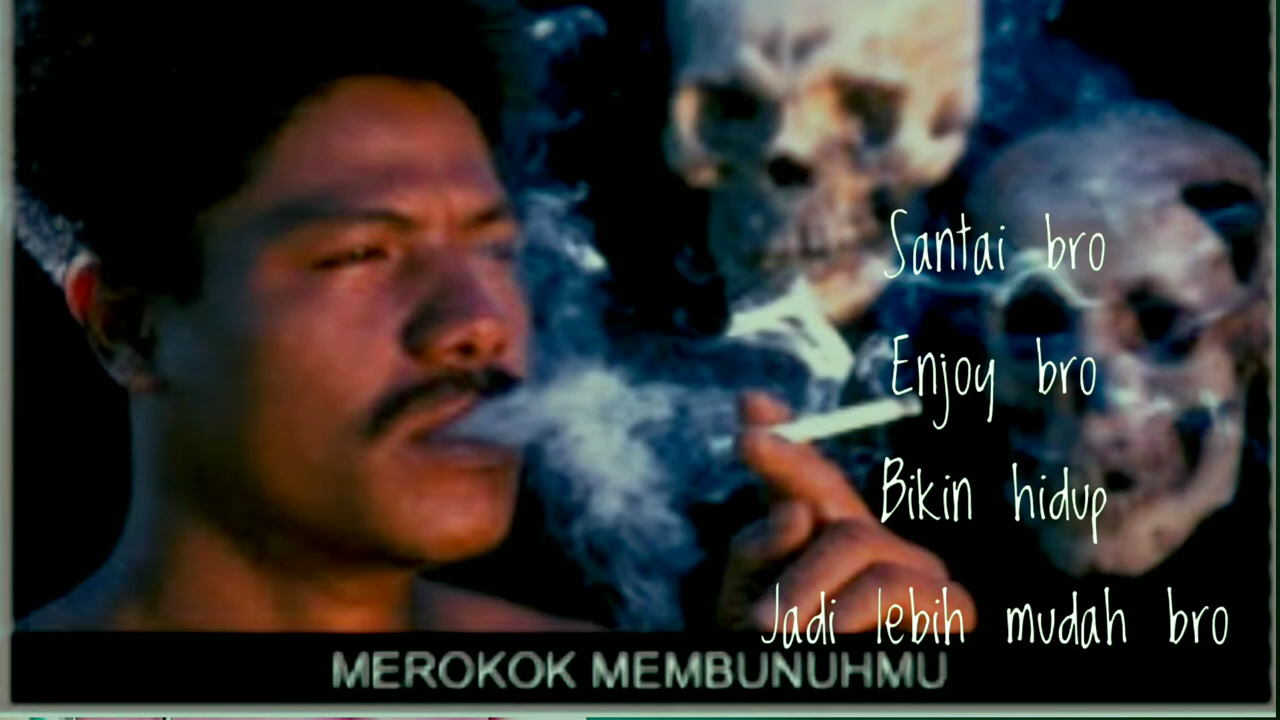 Santai bro
Enjoy bro
Bikin hidup
Jadi lebih mudah bro
MEROKOK MEMBUNUHMU